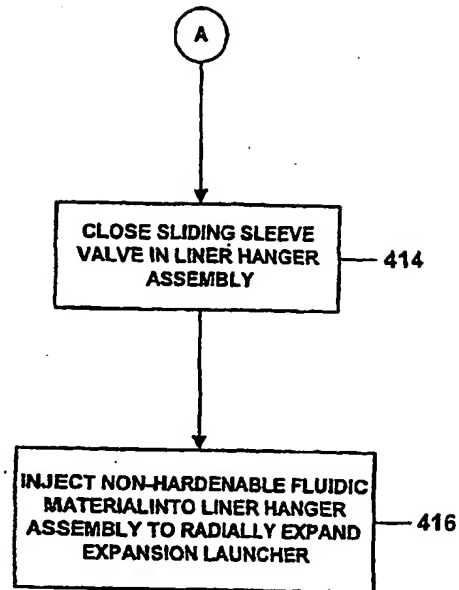 A
CLOSE SLIDING SLEEVE
VALVE IN LINER HANGER
ASSEMBLY
414
INJECT NON-HARDENABLE FLUIDIC
MATERIALINTO LINER HANGER
ASSEMBLY TO RADIALLY EXPAND
EXPANSION LAUNCHER
416